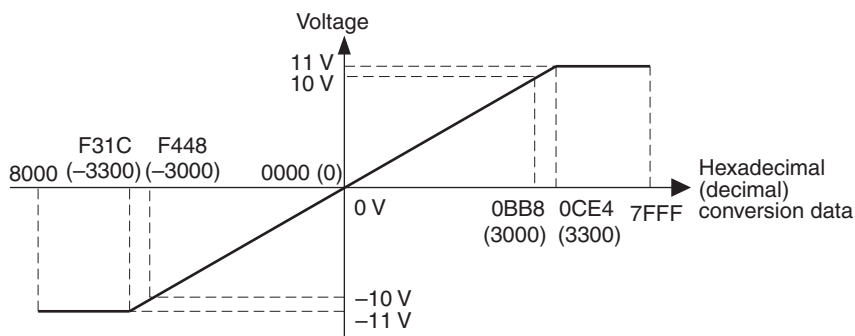 Voltage
11 V
10 V
F31C F448
8000 (–3300) (–3000) 0000 (0)
Hexadecimal
(decimal)
conversion data
0 V 0BB8 0CE4 7FFF
(3000) (3300)
–10 V
–11 V